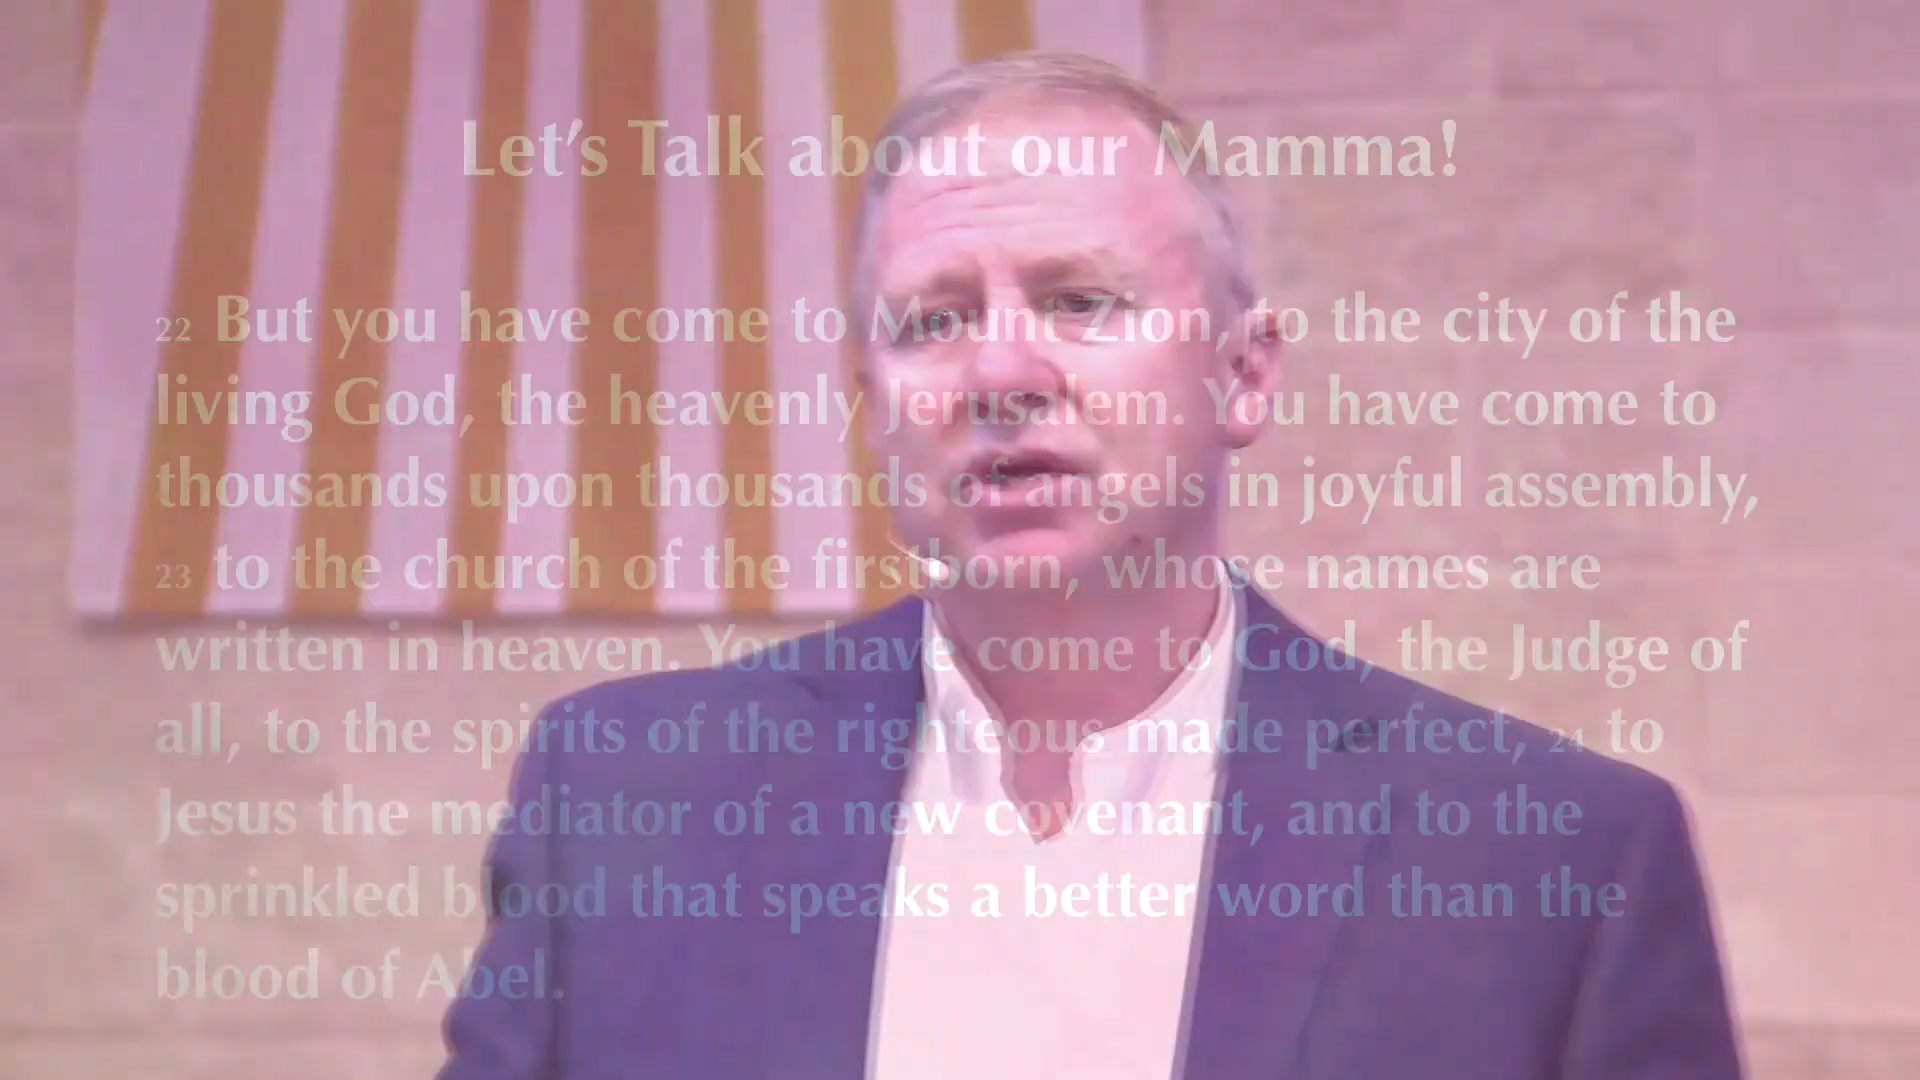 Let's Talk about our Mamma!
22 But you have come to Mount Zion, to the city of the
living God, the heavenly Jerusalem. You have come to
thousands upon thousands of angels in joyful assembly,
23 to the church of the firstborn, whose names are
written in heaven. You have come to God, the Judge of
all, to the spirits of the righteous made perfect, 24 to
Jesus the mediator of a new covenant, and to the
sprinkled blood that speaks a better word than the
blood of Abel.